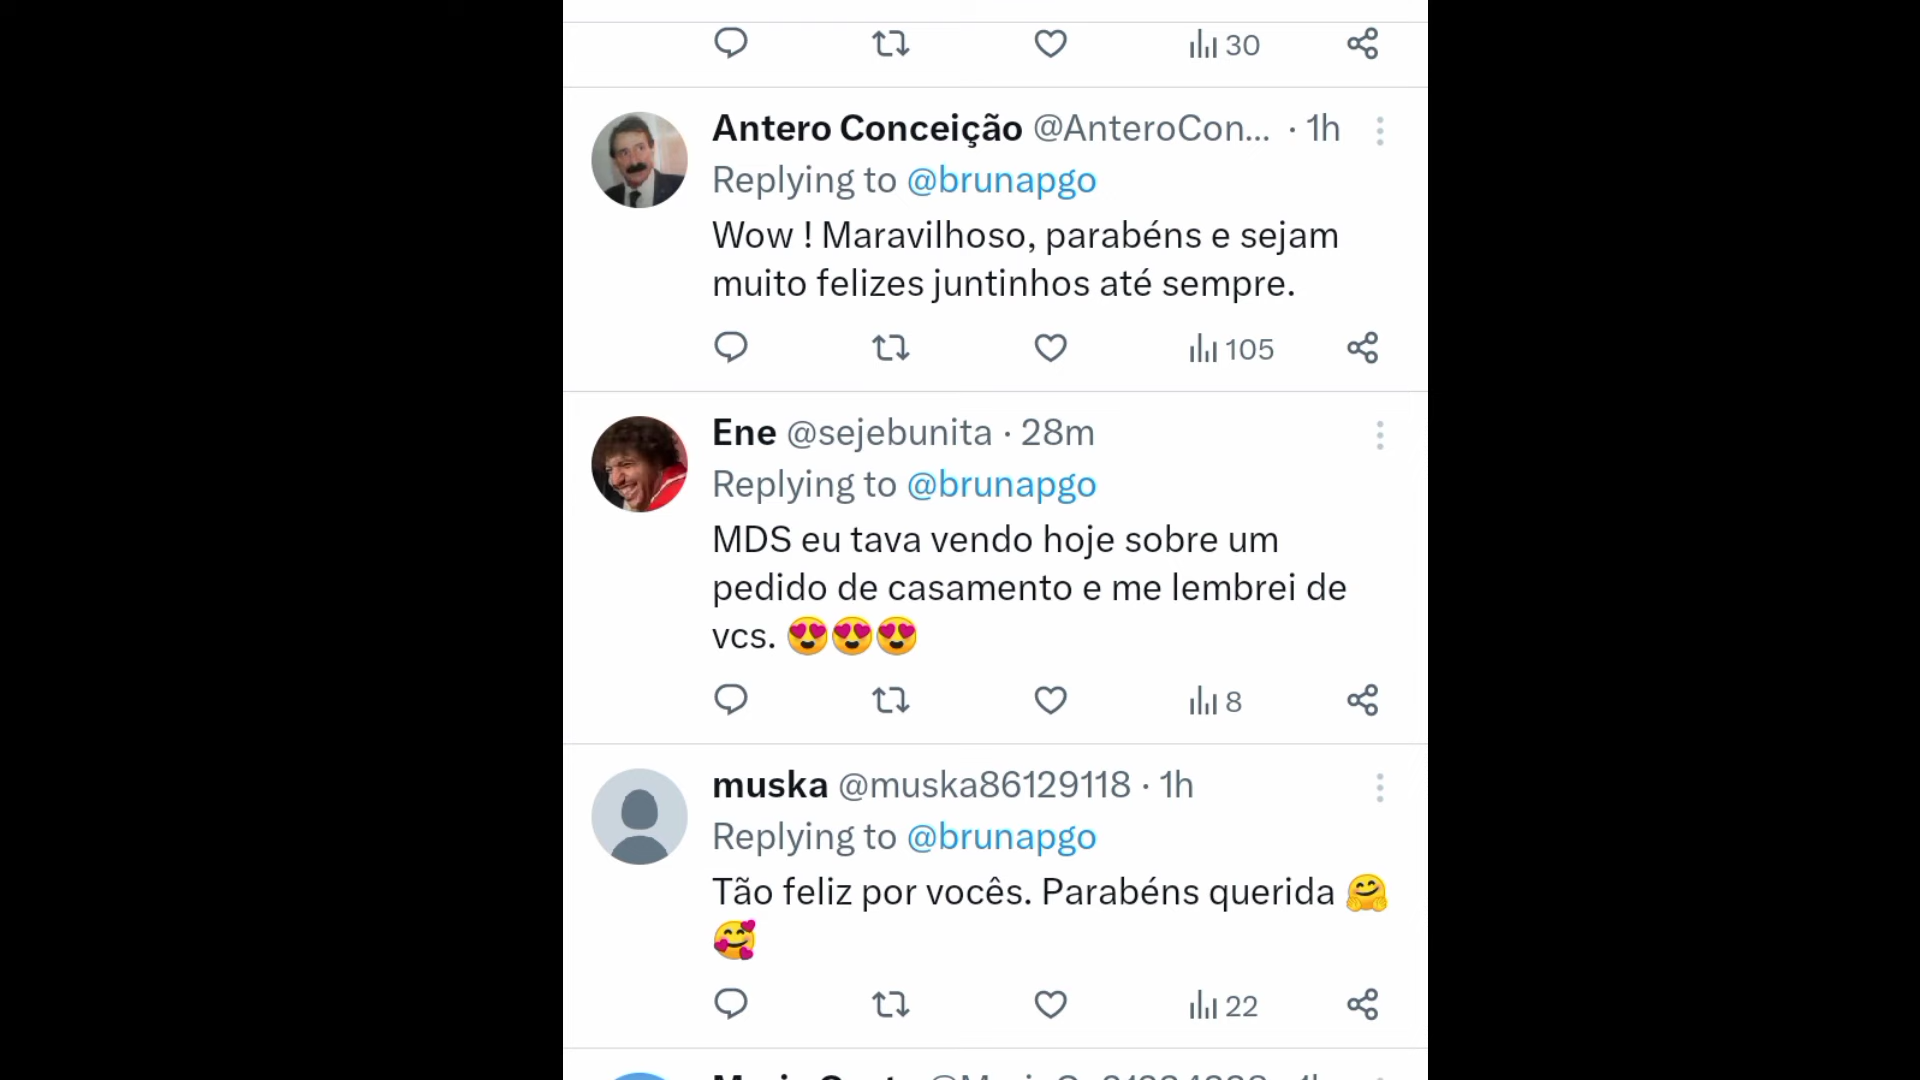 30
Antero Conceição @AnteroCon... · 1h
Replying to @brunapgo
Wow ! Maravilhoso, parabéns e sejam
muito felizes juntinhos até sempre.
105
Ene @sejebunita · 28m
Replying to @brunapgo
MDS eu tava vendo hoje sobre um
pedido de casamento e me lembrei de
vcs. 😍😍😍
8
muska @muska86129118 · 1h
Replying to @brunapgo
Tão feliz por vocês. Parabéns querida 🤗
🥰
22